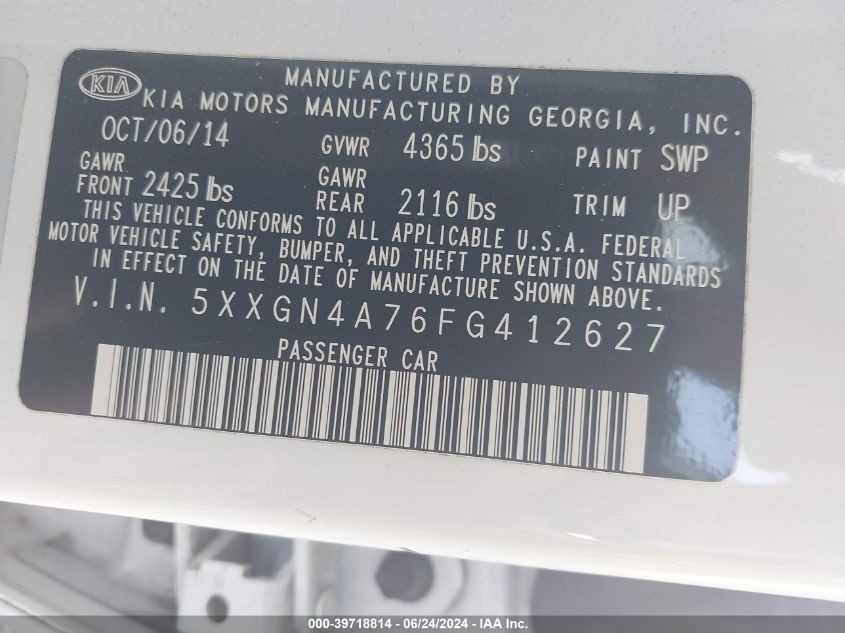 KIA
MANUFACTURED BY
KIA MOTORS MANUFACTURING GEORGIA, INC.
OCT/06/14 GVWR 4365 lbs PAINT SWP
GAWR FRONT 2425 lbs GAWR REAR 2116 lbs TRIM UP
THIS VEHICLE CONFORMS TO ALL APPLICABLE U.S.A. FEDERAL
MOTOR VEHICLE SAFETY, BUMPER, AND THEFT PREVENTION STANDARDS
IN EFFECT ON THE DATE OF MANUFACTURE SHOWN ABOVE.
V.I.N. 5XXGN4A76FG412627
PASSENGER CAR
000-39718814 - 06/24/2024 - IAA Inc.